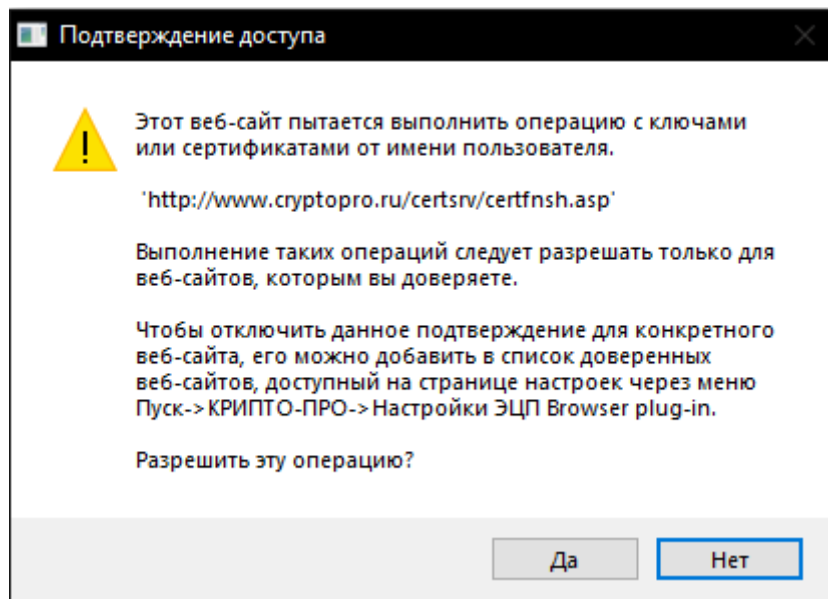 Подтверждение доступа
Этот веб-сайт пытается выполнить операцию с ключами
или сертификатами от имени пользователя.
'http://www.cryptopro.ru/certsrv/certfnsh.asp'
Выполнение таких операций следует разрешать только для
веб-сайтов, которым вы доверяете.
Чтобы отключить данное подтверждение для конкретного
веб-сайта, его можно добавить в список доверенных
веб-сайтов, доступный на странице настроек через меню
Пуск->КРИПТО-ПРО->Настройки ЭЦП Browser plug-in.
Разрешить эту операцию?
Да
Нет